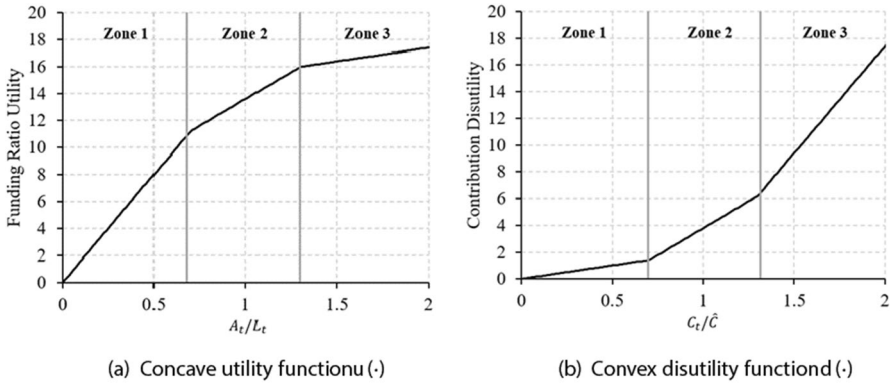 20
18
16
14
12
10
8
6
4
2
0
Funding Ratio Utility
Zone 1 Zone 2 Zone 3
0 0.5 1 1.5 2
A_t/L_t
(a) Concave utility functionu (·)
20
18
16
14
12
10
8
6
4
2
0
Contribution Disutility
Zone 1 Zone 2 Zone 3
0 0.5 1 1.5 2
C_t/Ĉ
(b) Convex disutility functiond (·)